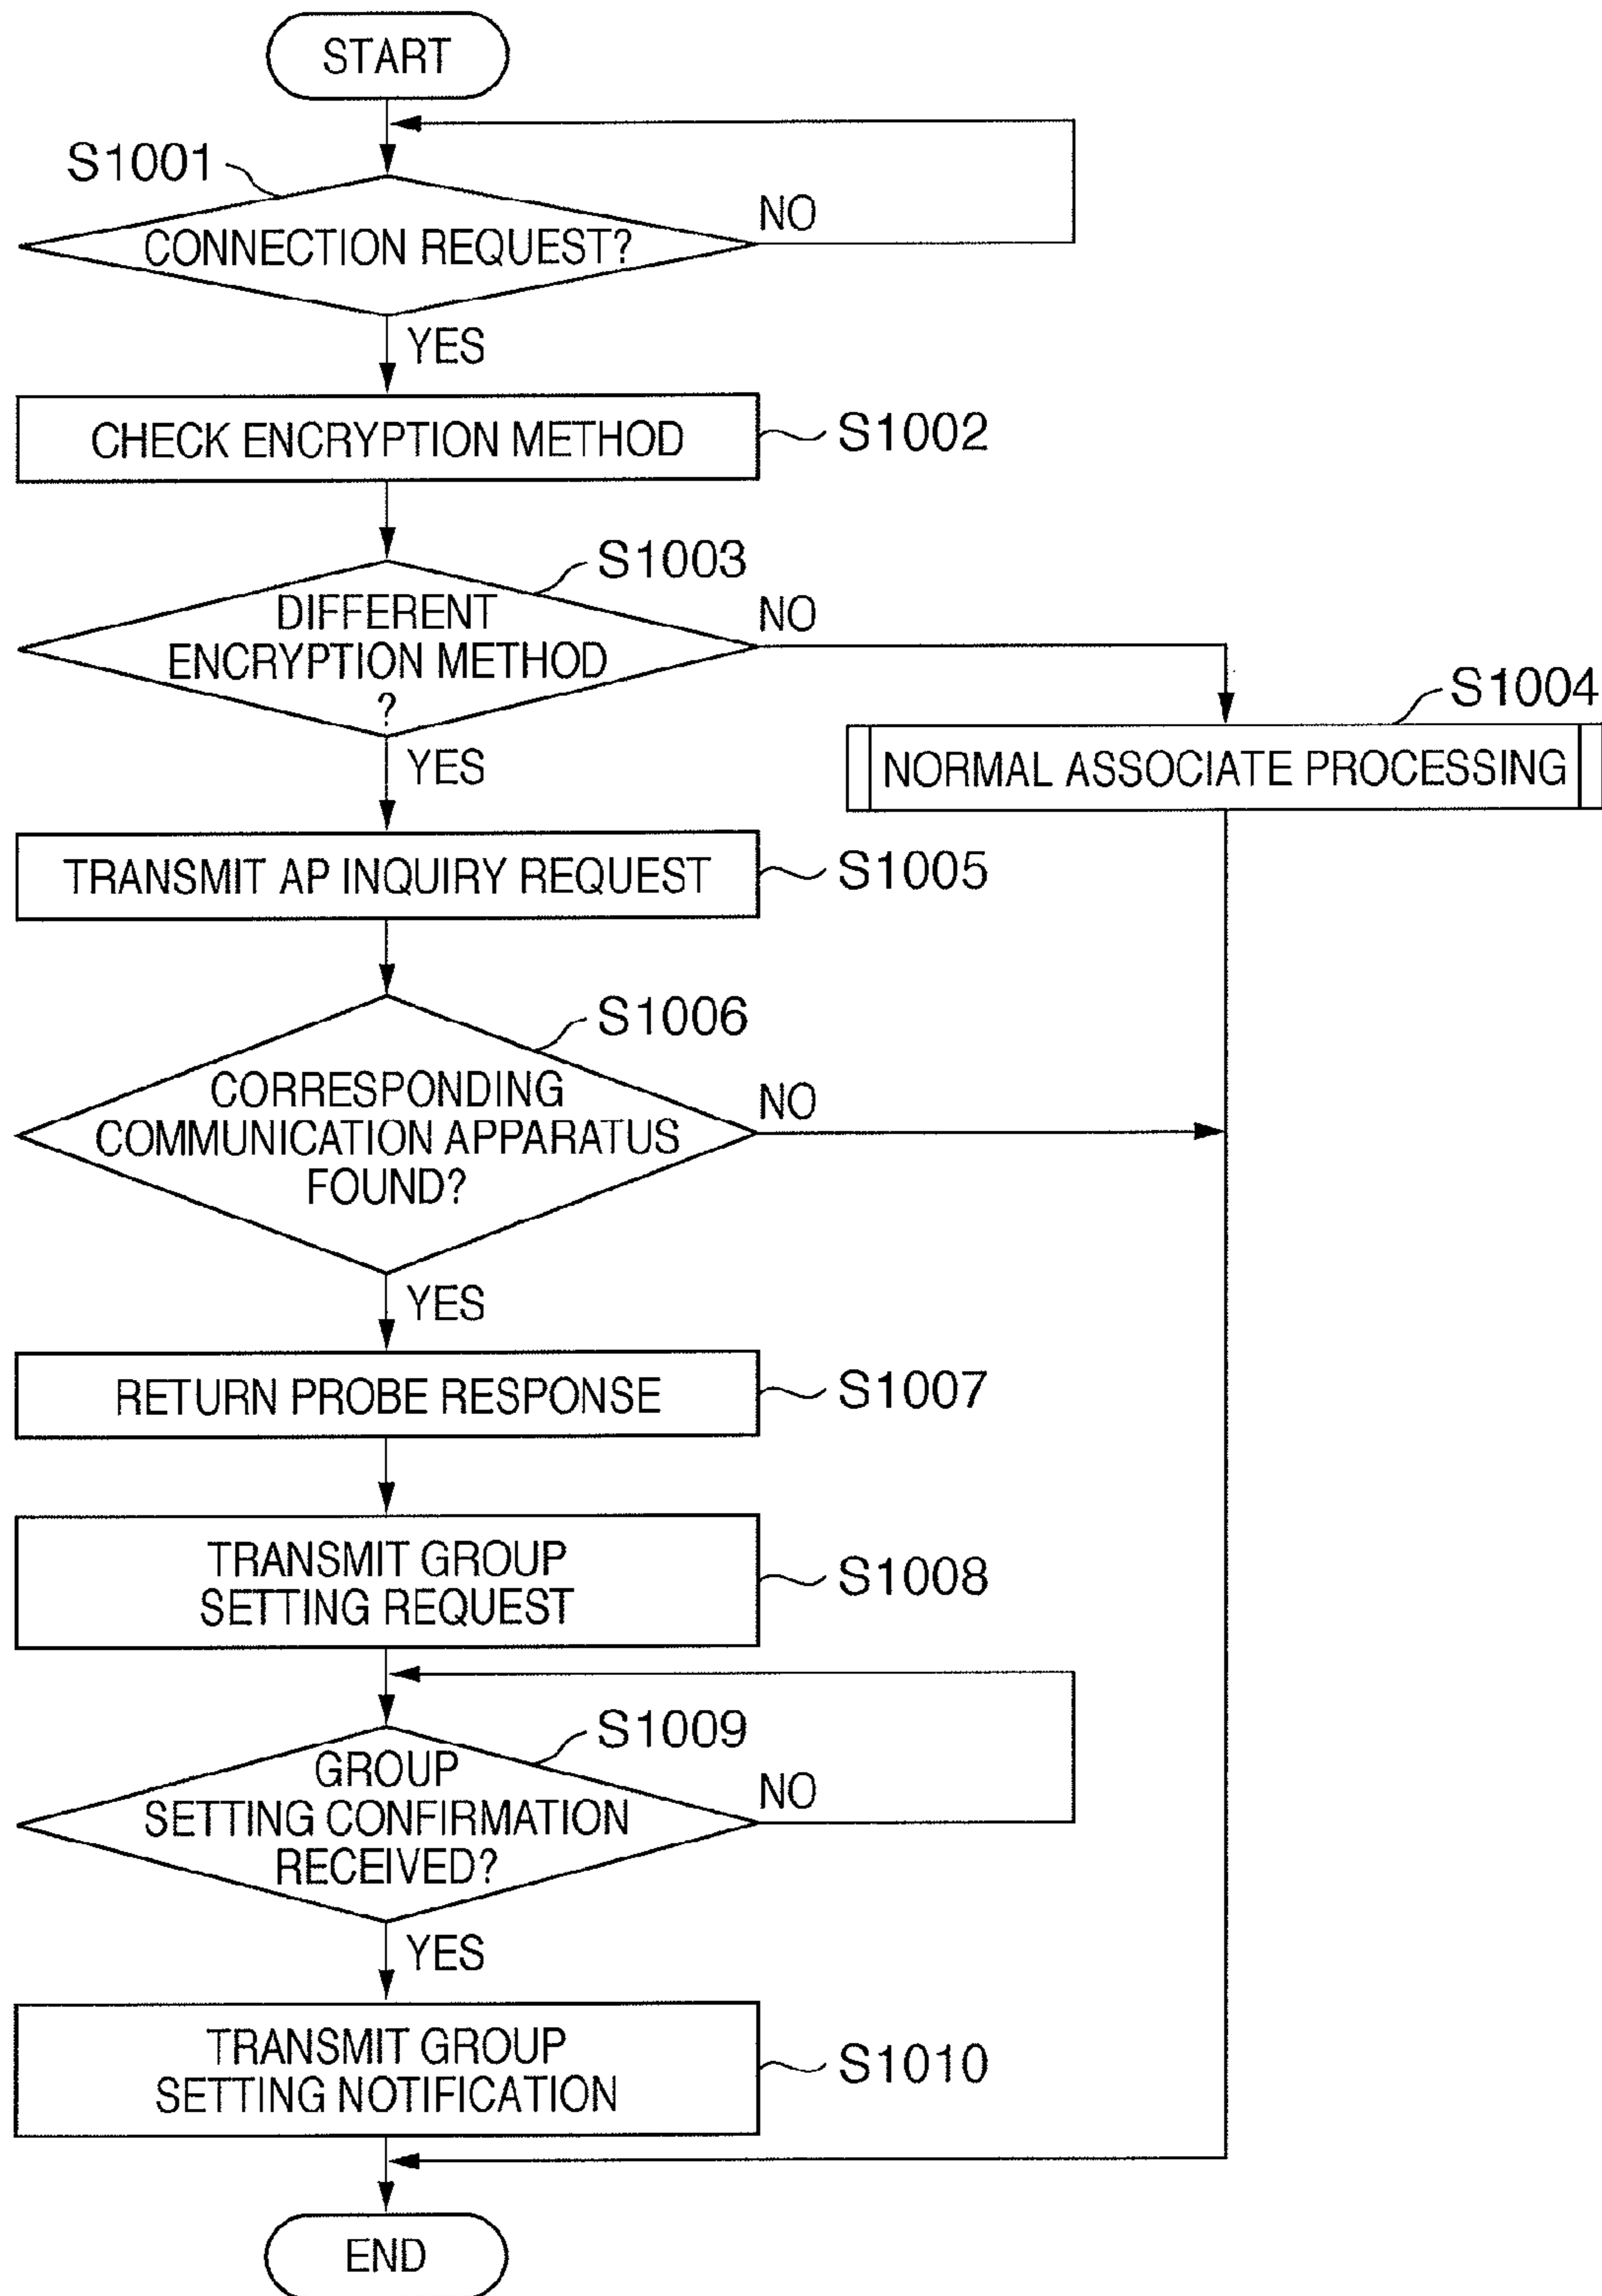 START
S1001
CONNECTION REQUEST?
NO
YES
CHECK ENCRYPTION METHOD
S1002
S1003
DIFFERENT
ENCRYPTION METHOD
?
NO
YES
S1004
NORMAL ASSOCIATE PROCESSING
TRANSMIT AP INQUIRY REQUEST
S1005
S1006
CORRESPONDING
COMMUNICATION APPARATUS
FOUND?
NO
YES
RETURN PROBE RESPONSE
S1007
TRANSMIT GROUP
SETTING REQUEST
S1008
S1009
GROUP
SETTING CONFIRMATION
RECEIVED?
NO
YES
TRANSMIT GROUP
SETTING NOTIFICATION
S1010
END